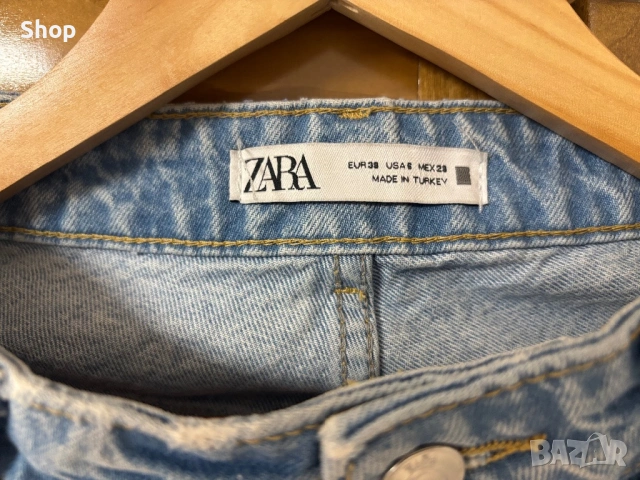 Shop
ZARA
EUR 38 USA 6 MEX 28
MADE IN TURKEY
BAZAR